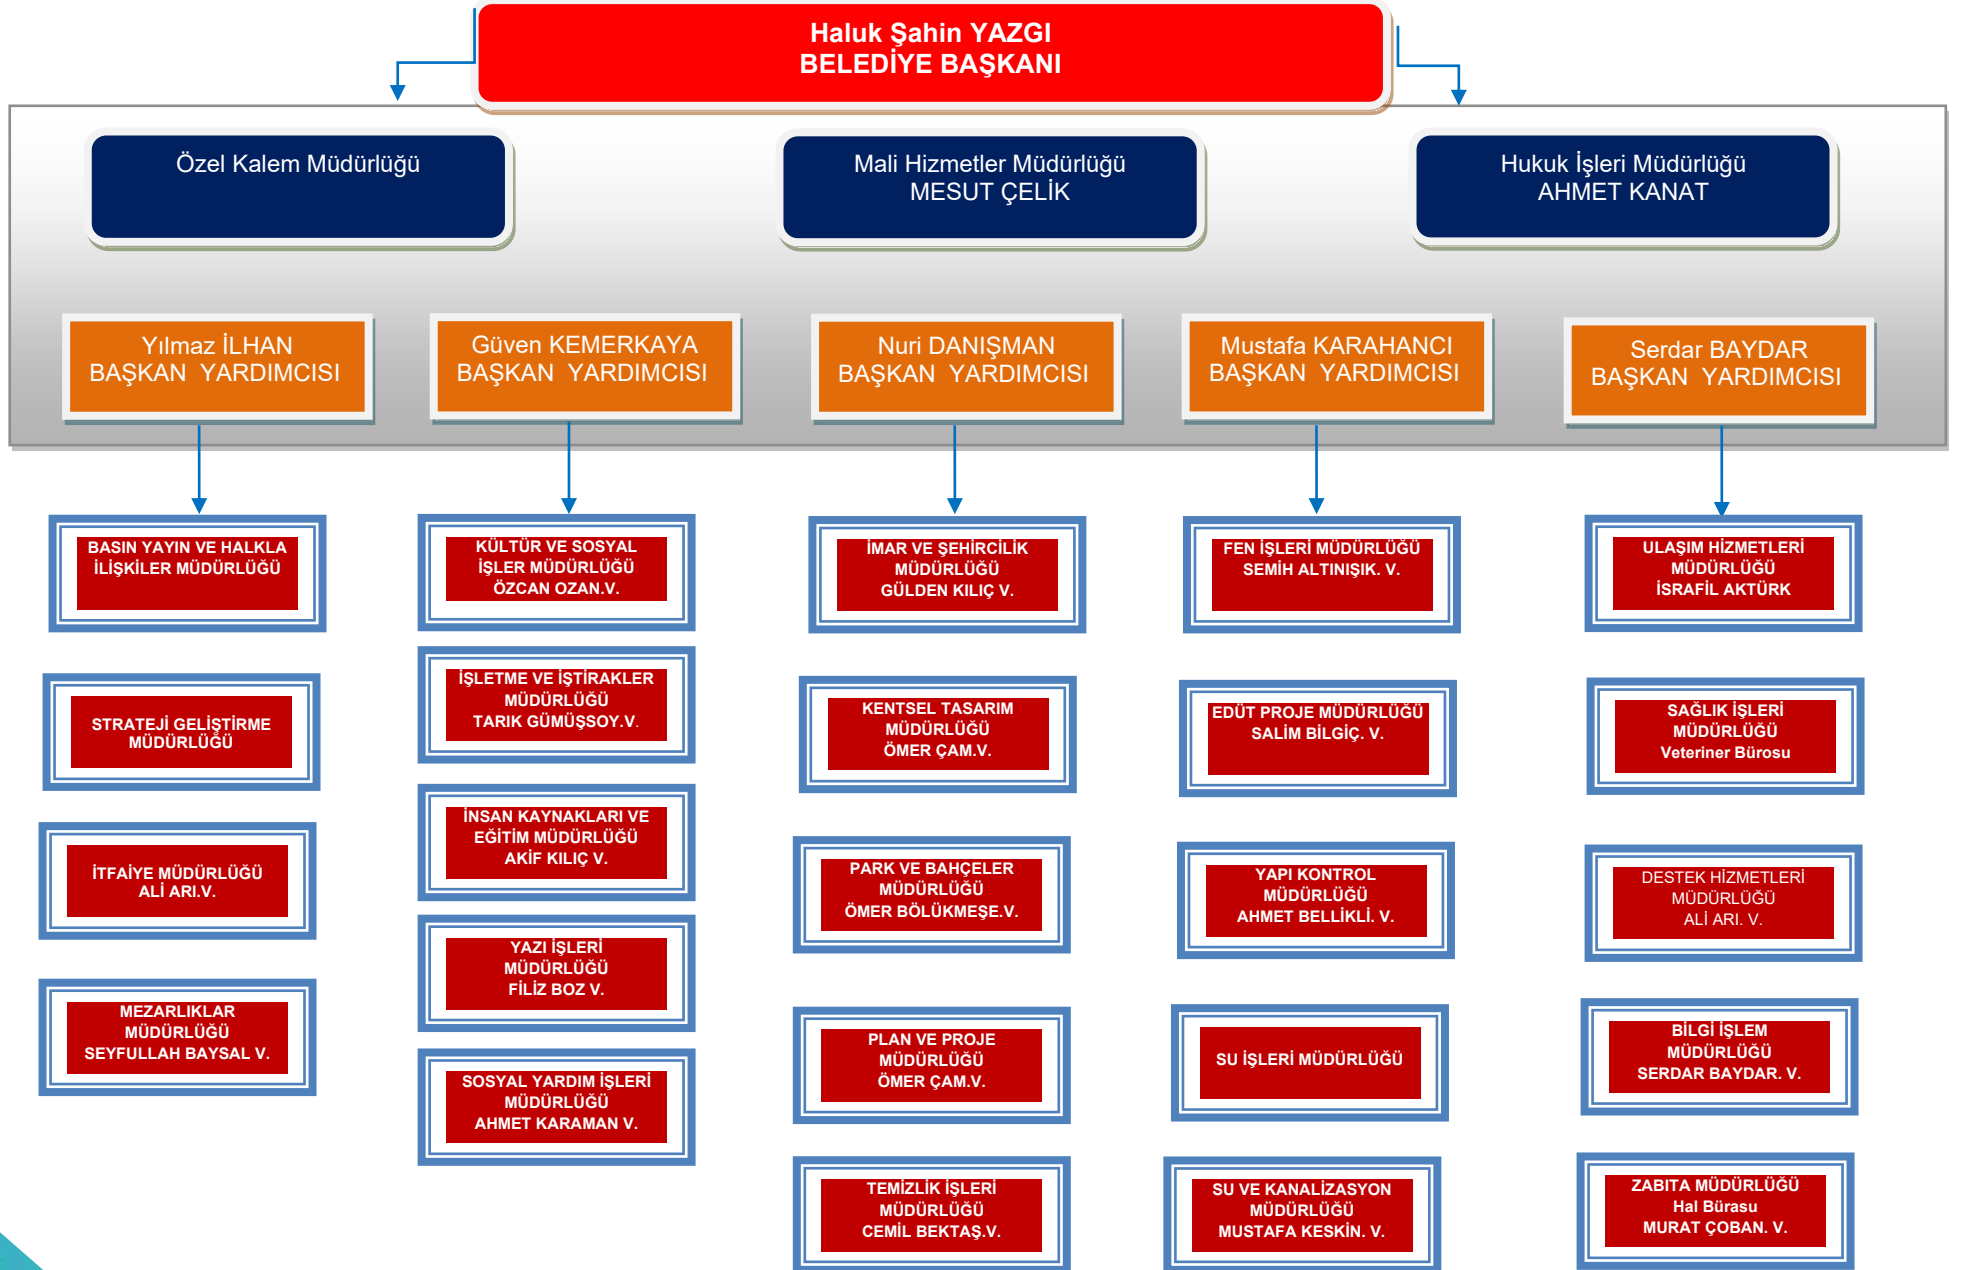 Haluk Şahin YAZGI
BELEDİYE BAŞKANI
Özel Kalem Müdürlüğü
Mali Hizmetler Müdürlüğü
MESUT ÇELİK
Hukuk İşleri Müdürlüğü
AHMET KANAT
Yılmaz İLHAN
BAŞKAN YARDIMCISI
Güven KEMERKAYA
BAŞKAN YARDIMCISI
Nuri DANIŞMAN
BAŞKAN YARDIMCISI
Mustafa KARAHANCI
BAŞKAN YARDIMCISI
Serdar BAYDAR
BAŞKAN YARDIMCISI
BASIN YAYIN VE HALKLA
İLİŞKİLER MÜDÜRLÜĞÜ
STRATEJİ GELİŞTİRME
MÜDÜRLÜĞÜ
İTFAİYE MÜDÜRLÜĞÜ
ALİ ARI.V.
MEZARLIKLAR
MÜDÜRLÜĞÜ
SEYFULLAH BAYSAL V.
KÜLTÜR VE SOSYAL
İŞLER MÜDÜRLÜĞÜ
ÖZCAN OZAN.V.
İŞLETME VE İŞTİRAKLER
MÜDÜRLÜĞÜ
TARIK GÜMÜŞSOY.V.
İNSAN KAYNAKLARI VE
EĞİTİM MÜDÜRLÜĞÜ
AKİF KILIÇ V.
YAZI İŞLERİ
MÜDÜRLÜĞÜ
FİLİZ BOZ V.
SOSYAL YARDIM İŞLERİ
MÜDÜRLÜĞÜ
AHMET KARAMAN V.
İMAR VE ŞEHİRCİLİK
MÜDÜRLÜĞÜ
GÜLDEN KILIÇ V.
KENTSEL TASARIM
MÜDÜRLÜĞÜ
ÖMER ÇAM.V.
PARK VE BAHÇELER
MÜDÜRLÜĞÜ
ÖMER BÖLÜKMEŞE.V.
PLAN VE PROJE
MÜDÜRLÜĞÜ
ÖMER ÇAM.V.
TEMİZLİK İŞLERİ
MÜDÜRLÜĞÜ
CEMİL BEKTAŞ.V.
FEN İŞLERİ MÜDÜRLÜĞÜ
SEMİH ALTINIŞIK. V.
EDÜT PROJE MÜDÜRLÜĞÜ
SALİM BİLGİÇ. V.
YAPI KONTROL
MÜDÜRLÜĞÜ
AHMET BELLİKLİ. V.
SU İŞLERİ MÜDÜRLÜĞÜ
SU VE KANALİZASYON
MÜDÜRLÜĞÜ
MUSTAFA KESKİN. V.
ULAŞIM HİZMETLERİ
MÜDÜRLÜĞÜ
İSRAFİL AKTÜRK
SAĞLIK İŞLERİ
MÜDÜRLÜĞÜ
Veteriner Bürosu
DESTEK HİZMETLERİ
MÜDÜRLÜĞÜ
ALİ ARI. V.
BİLGİ İŞLEM
MÜDÜRLÜĞÜ
SERDAR BAYDAR. V.
ZABITA MÜDÜRLÜĞÜ
Hal Bürasu
MURAT ÇOBAN. V.